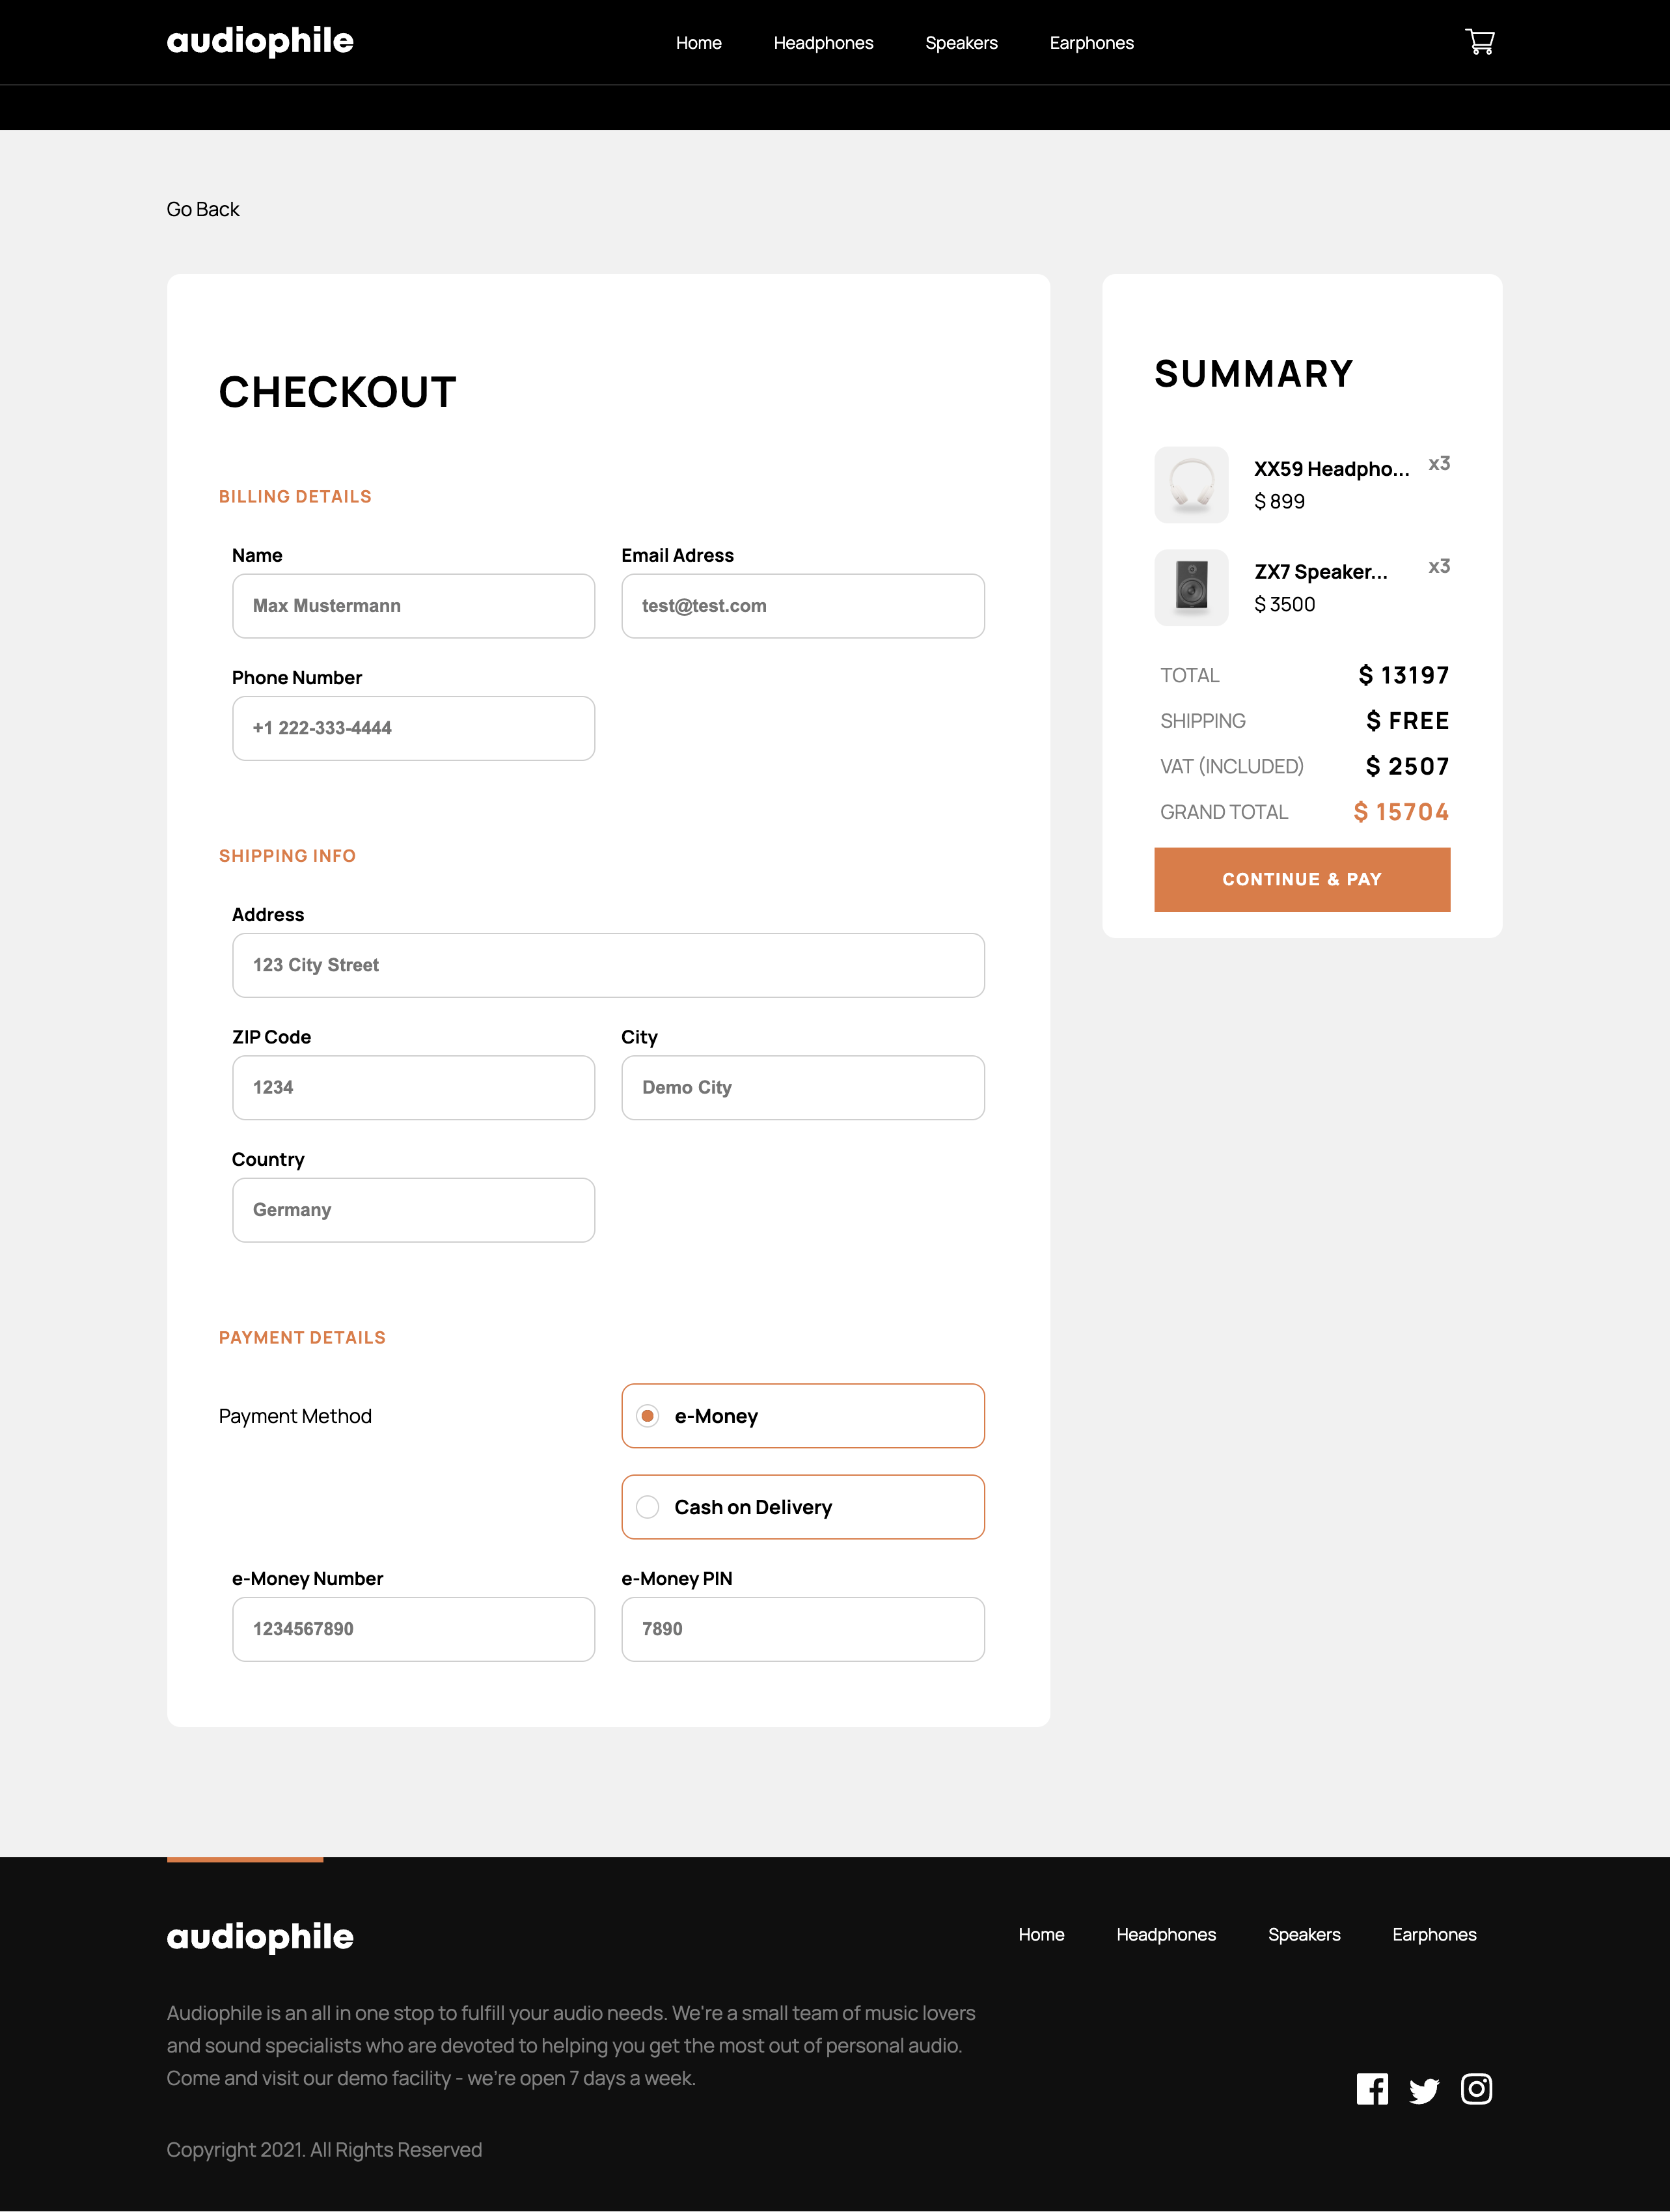 audiophile
Home Headphones Speakers Earphones
Go Back
CHECKOUT
BILLING DETAILS
Name Email Adress
Max Mustermann test@test.com
Phone Number
+1 222-333-4444
SHIPPING INFO
Address
123 City Street
ZIP Code City
1234 Demo City
Country
Germany
PAYMENT DETAILS
Payment Method e-Money
Cash on Delivery
e-Money Number e-Money PIN
1234567890 7890
SUMMARY
XX59 Headpho... x3
$ 899
ZX7 Speaker... x3
$ 3500
TOTAL $ 13197
SHIPPING $ FREE
VAT (INCLUDED) $ 2507
GRAND TOTAL $ 15704
CONTINUE & PAY
audiophile
Home Headphones Speakers Earphones
Audiophile is an all in one stop to fulfill your audio needs. We're a small team of music lovers
and sound specialists who are devoted to helping you get the most out of personal audio.
Come and visit our demo facility - we're open 7 days a week.
Copyright 2021. All Rights Reserved